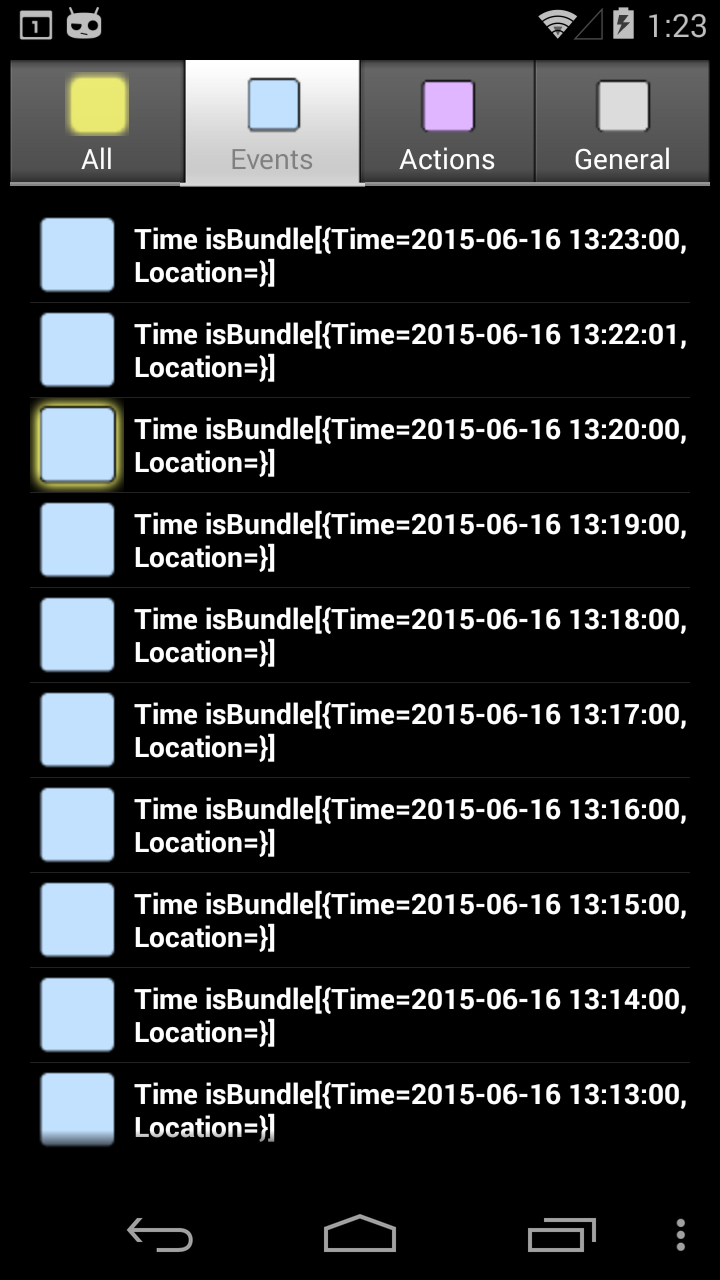 1
1:23
All
Events
Actions
General
Time isBundle[{Time=2015-06-16 13:23:00,
Location=}]
Time isBundle[{Time=2015-06-16 13:22:01,
Location=}]
Time isBundle[{Time=2015-06-16 13:20:00,
Location=}]
Time isBundle[{Time=2015-06-16 13:19:00,
Location=}]
Time isBundle[{Time=2015-06-16 13:18:00,
Location=}]
Time isBundle[{Time=2015-06-16 13:17:00,
Location=}]
Time isBundle[{Time=2015-06-16 13:16:00,
Location=}]
Time isBundle[{Time=2015-06-16 13:15:00,
Location=}]
Time isBundle[{Time=2015-06-16 13:14:00,
Location=}]
Time isBundle[{Time=2015-06-16 13:13:00,
Location=}]